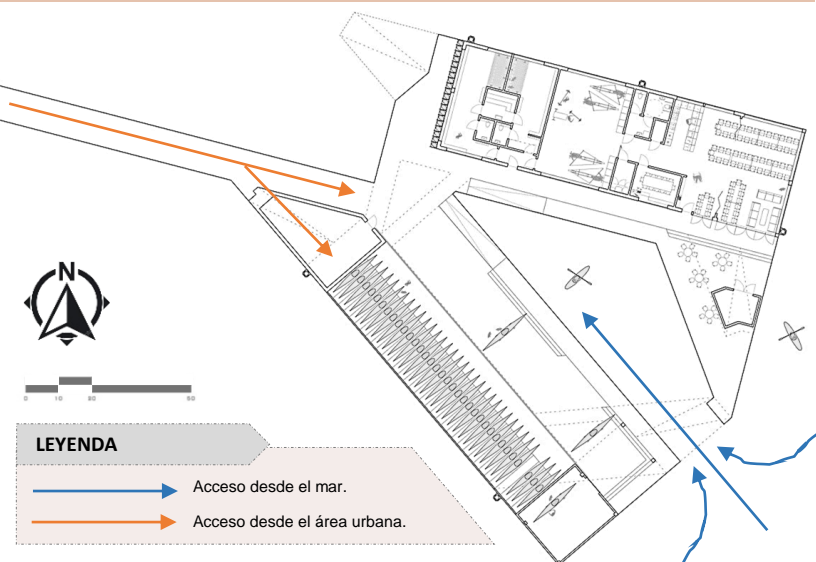 N
0 10 20 50
LEYENDA
Acceso desde el mar.
Acceso desde el área urbana.